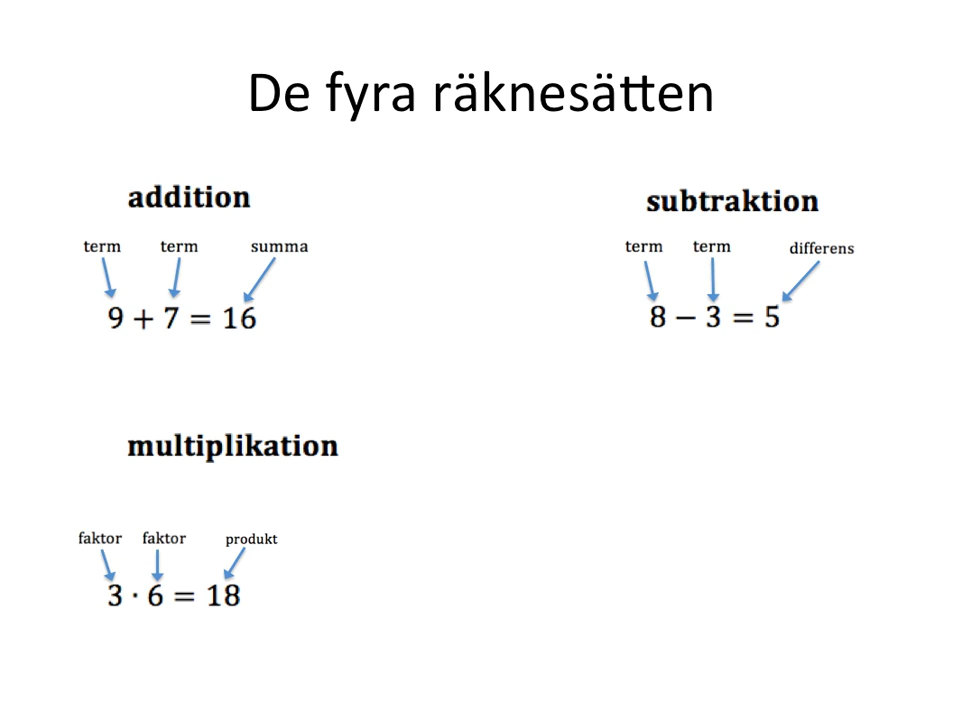 De fyra räknesätten
addition
term term summa
9 + 7 = 16
subtraktion
term term differens
8 − 3 = 5
multiplikation
faktor faktor produkt
3 · 6 = 18